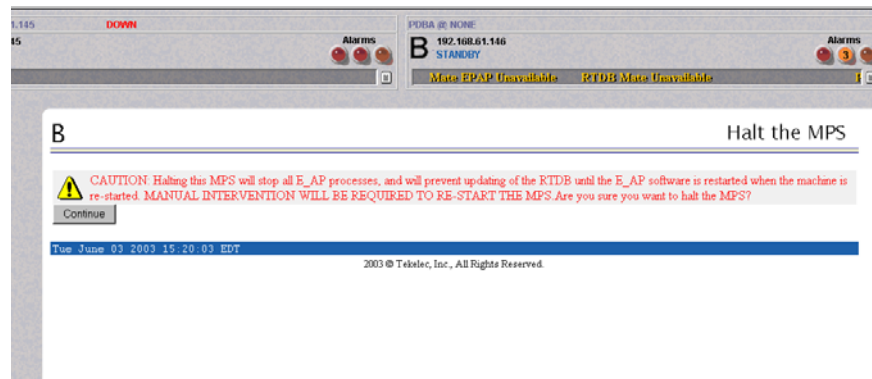 1.145 DOWN
45 Alarms
PDBA @ NONE
B 192.168.61.146 Alarms
STANDBY
3
Mate EPAP Unavailable RTDB Mate Unavailable
B Halt the MPS
CAUTION: Halting this MPS will stop all E_AP processes, and will prevent updating of the RTDB until the E_AP software is restarted when the machine is
re-started. MANUAL INTERVENTION WILL BE REQUIRED TO RE-START THE MPS.Are you sure you want to halt the MPS?
Continue
Tue June 03 2003 15:20:03 EDT
2003 © Tekelec, Inc., All Rights Reserved.